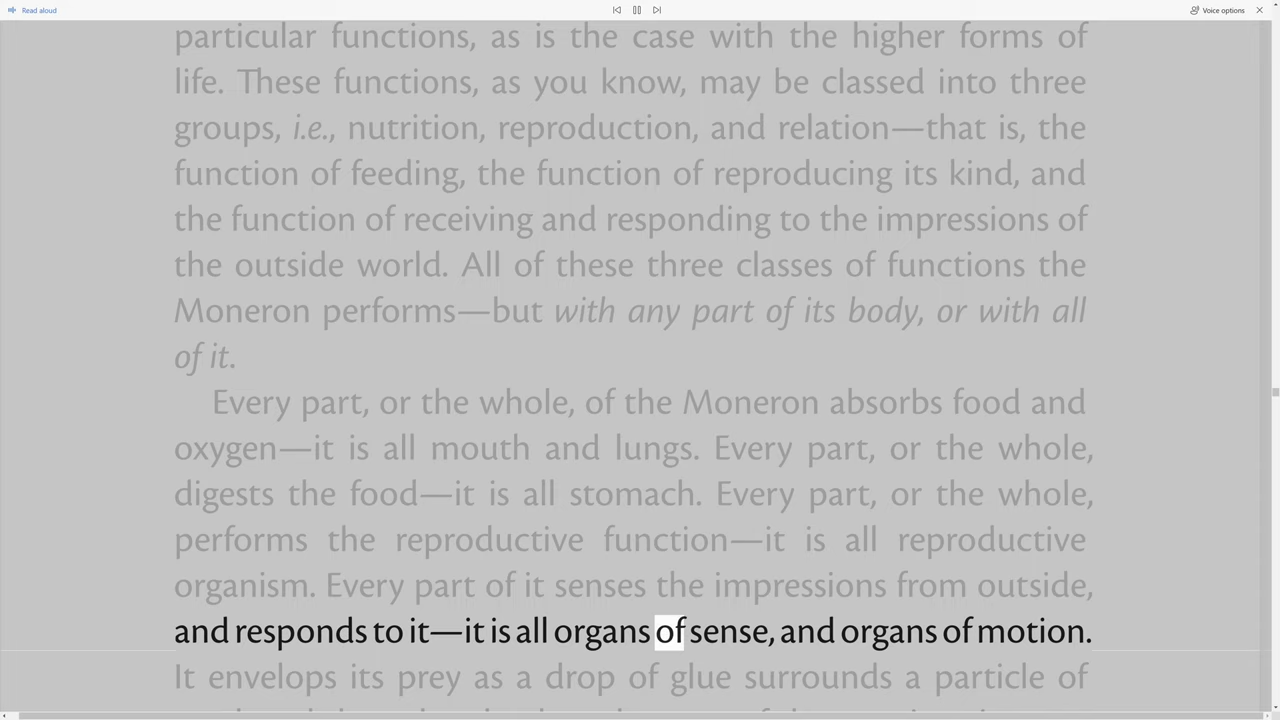 Read aloud
Voice options
particular functions, as is the case with the higher forms of
life. These functions, as you know, may be classed into three
groups, i.e., nutrition, reproduction, and relation—that is, the
function of feeding, the function of reproducing its kind, and
the function of receiving and responding to the impressions of
the outside world. All of these three classes of functions the
Moneron performs—but with any part of its body, or with all
of it.
Every part, or the whole, of the Moneron absorbs food and
oxygen—it is all mouth and lungs. Every part, or the whole,
digests the food—it is all stomach. Every part, or the whole,
performs the reproductive function—it is all reproductive
organism. Every part of it senses the impressions from outside,
and responds to it—it is all organs of sense, and organs of motion.
It envelops its prey as a drop of glue surrounds a particle of